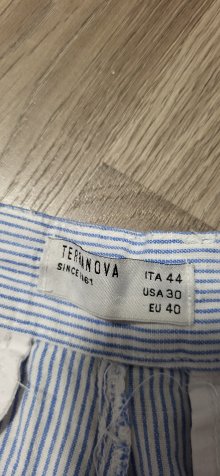 TERRANOVA
SINCE 1961
ITA 44
USA 30
EU 40